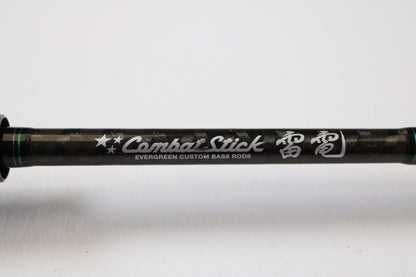 Combat Stick 雷電
EVERGREEN CUSTOM BASS RODS